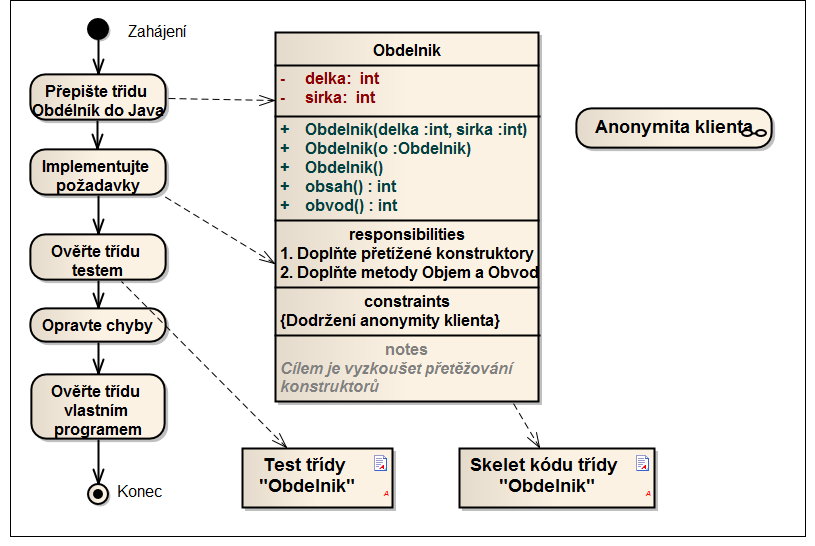 Zahájení
Přepište třídu
Obdélník do Java
Implementujte
požadavky
Ověřte třídu
testem
Opravte chyby
Ověřte třídu
vlastním
programem
Konec
Obdelnik
- delka: int
- sirka: int
+ Obdelnik(delka :int, sirka :int)
+ Obdelnik(o :Obdelnik)
+ Obdelnik()
+ obsah() : int
+ obvod() : int
responsibilities
1. Doplňte přetížené konstruktory
2. Doplňte metody Objem a Obvod
constraints
{Dodržení anonymity klienta}
notes
Cílem je vyzkoušet přetěžování
konstruktorů
Anonymita klienta
Test třídy
"Obdelnik"
A
Skelet kódu třídy
"Obdelnik"
A